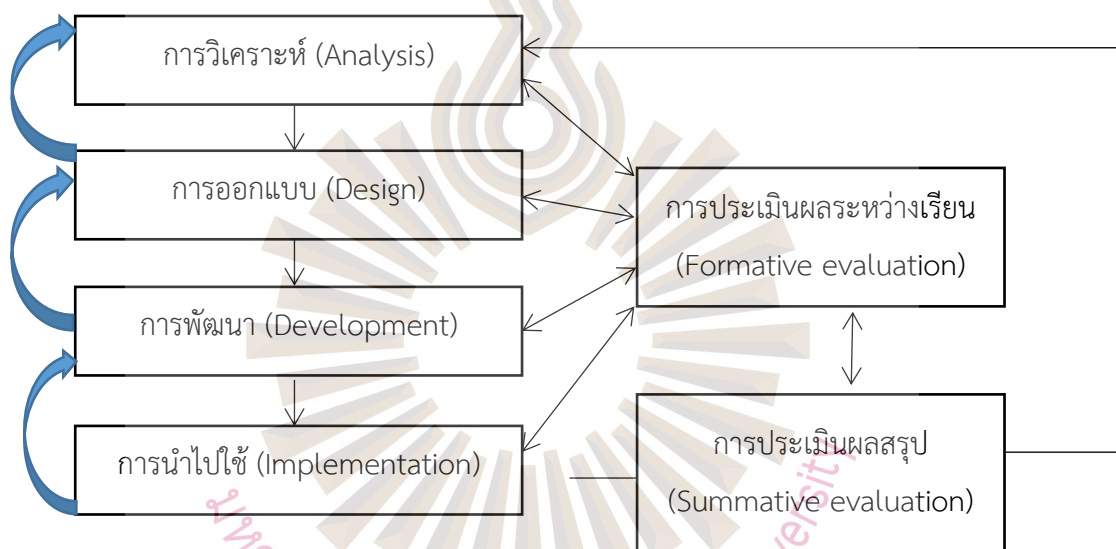 การวิเคราะห์ (Analysis)
การออกแบบ (Design)
การประเมินผลระหว่างเรียน
(Formative evaluation)
การพัฒนา (Development)
การประเมินผลสรุป
การนำไปใช้ (Implementation)
(Summative evaluation)